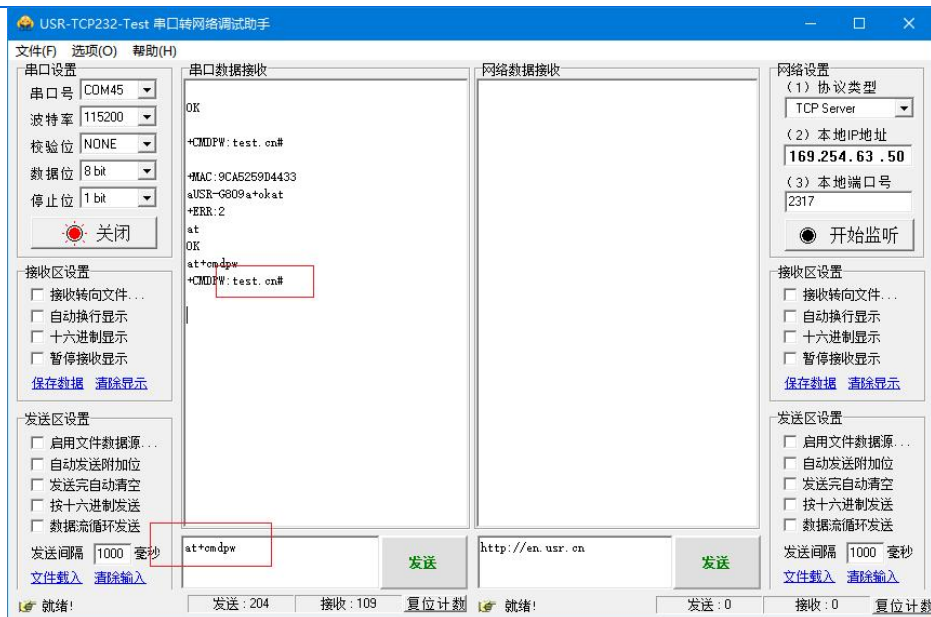 USR-TCP232-Test 串口转网络调试助手
文件(F) 选项(O) 帮助(H)
串口设置
串口号 COM45
波特率 115200
校验位 NONE
数据位 8 bit
停止位 1 bit
关闭
接收区设置
接收转向文件...
自动换行显示
十六进制显示
暂停接收显示
保存数据 清除显示
发送区设置
启用文件数据源...
自动发送附加位
发送完自动清空
按十六进制发送
数据流循环发送
发送间隔 1000 毫秒
文件载入 清除输入
就绪!
串口数据接收
OK
+CMDPW:test.cn#
+MAC:9CA5259D4433
aUSR-G809a+okat
+ERR:2
at
OK
at+cmdpw
+CMDPW:test.cn#
at+cmdpw
发送
发送 : 204 接收 : 109 复位计数
网络数据接收
http://en.usr.cn
发送
就绪!
发送 : 0 接收 : 0 复位计数
网络设置
(1) 协议类型
TCP Server
(2) 本地IP地址
169.254.63 .50
(3) 本地端口号
2317
开始监听
接收区设置
接收转向文件...
自动换行显示
十六进制显示
暂停接收显示
保存数据 清除显示
发送区设置
启用文件数据源...
自动发送附加位
发送完自动清空
按十六进制发送
数据流循环发送
发送间隔 1000 毫秒
文件载入 清除输入